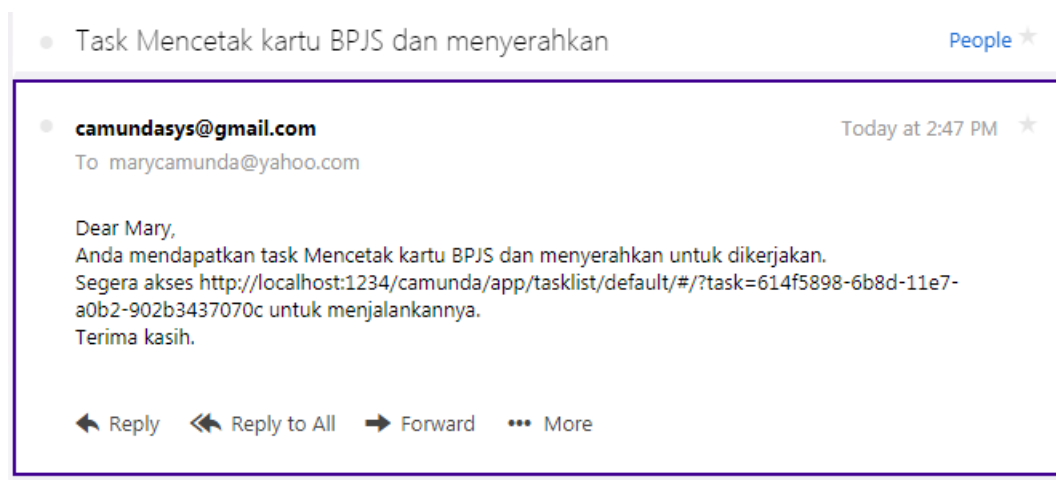 Task Mencetak kartu BPJS dan menyerahkan People
camundasys@gmail.com Today at 2:47 PM
To marycamunda@yahoo.com
Dear Mary,
Anda mendapatkan task Mencetak kartu BPJS dan menyerahkan untuk dikerjakan.
Segera akses http://localhost:1234/camunda/app/tasklist/default/#/?task=614f5898-6b8d-11e7-
a0b2-902b3437070c untuk menjalankannya.
Terima kasih.
Reply Reply to All Forward More